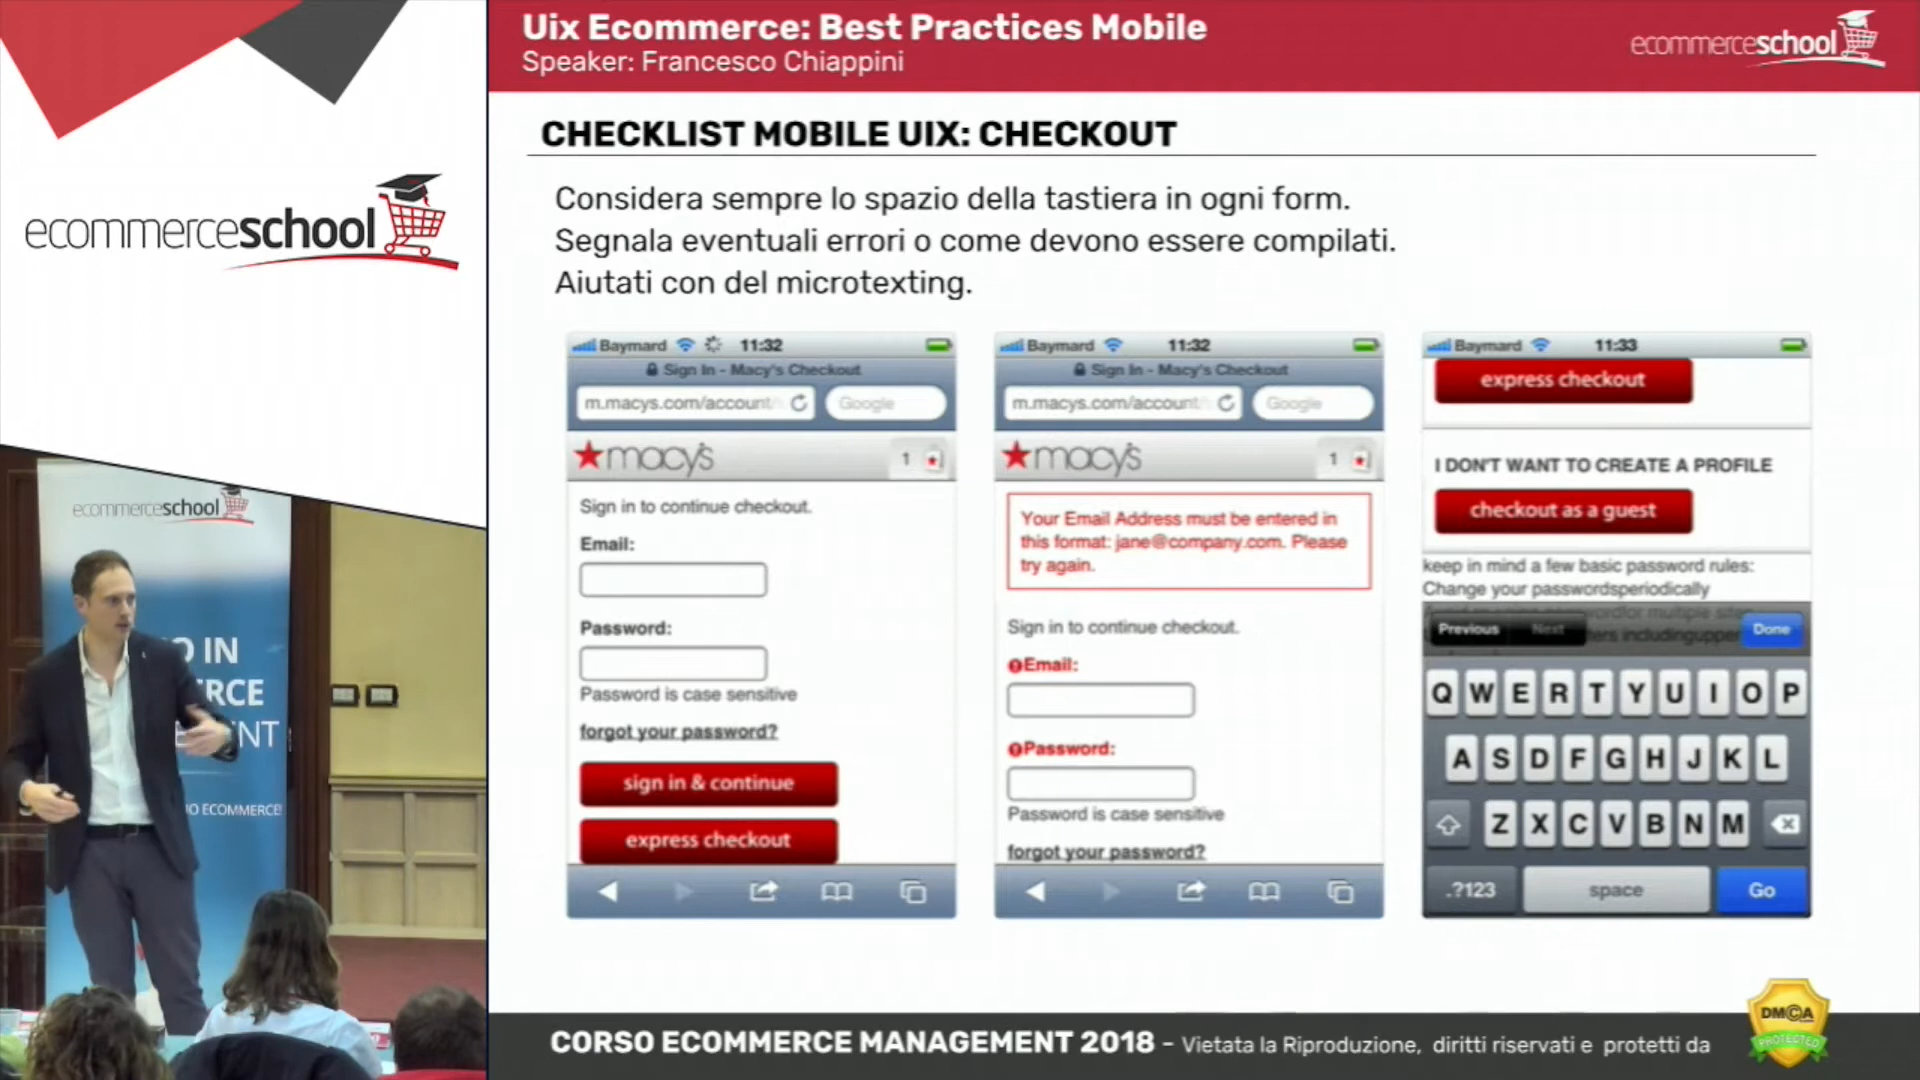 Uix Ecommerce: Best Practices Mobile
Speaker: Francesco Chiappini
ecommerceschool
ecommerceschool
CHECKLIST MOBILE UIX: CHECKOUT
Considera sempre lo spazio della tastiera in ogni form.
Segnala eventuali errori o come devono essere compilati.
Aiutati con del microtexting.
Baymard 11:32
Sign In - Macy's Checkout
m.macys.com/account
Google
macy's
1
Sign in to continue checkout.
Email:
Password:
Password is case sensitive
forgot your password?
sign in & continue
express checkout
Baymard 11:32
Sign In - Macy's Checkout
m.macys.com/account
Google
macy's
1
Your Email Address must be entered in
this format: jane@company.com. Please
try again.
Sign in to continue checkout.
Email:
Password:
Password is case sensitive
forgot your password?
Baymard 11:33
express checkout
I DON'T WANT TO CREATE A PROFILE
checkout as a guest
keep in mind a few basic password rules:
Change your passwordsperiodically
Previous Next Done
Q W E R T Y U I O P
A S D F G H J K L
Z X C V B N M
.?123 space Go
ecommerceschool
O IN
RCE
NT
IO ECOMMERCE!
CORSO ECOMMERCE MANAGEMENT 2018 - Vietata la Riproduzione, diritti riservati e protetti da
DMCA
PROTECTED